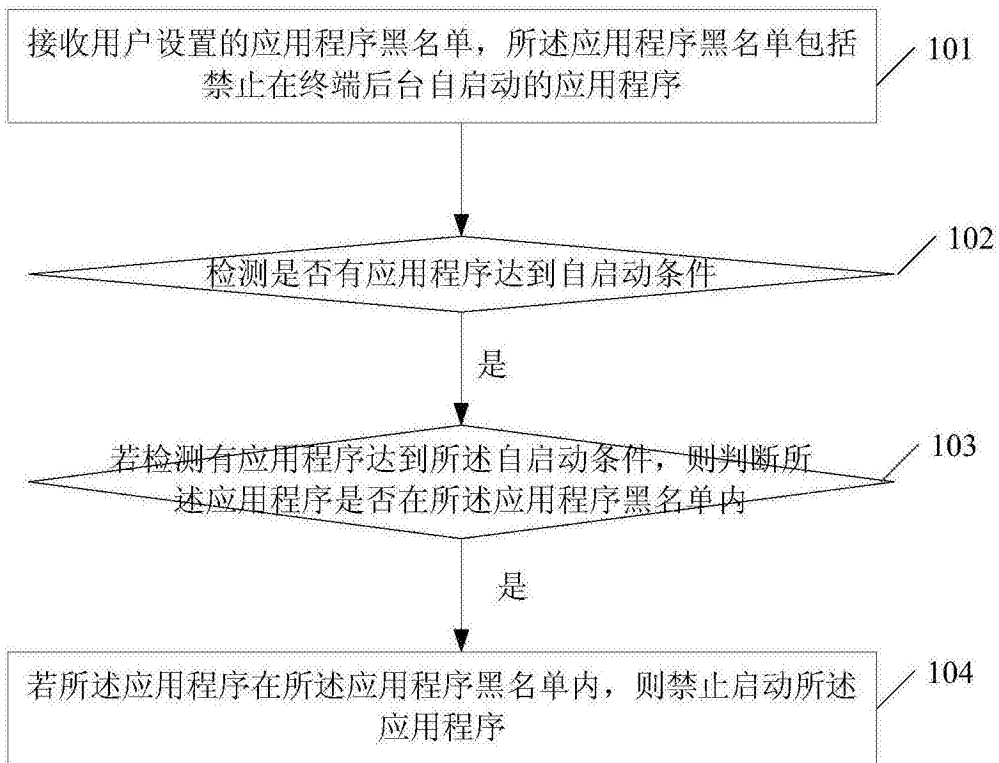 接收用户设置的应用程序黑名单，所述应用程序黑名单包括
禁止在终端后台自启动的应用程序
101
检测是否有应用程序达到自启动条件
102
是
若检测有应用程序达到所述自启动条件，则判断所
述应用程序是否在所述应用程序黑名单内
103
是
若所述应用程序在所述应用程序黑名单内，则禁止启动所述
应用程序
104